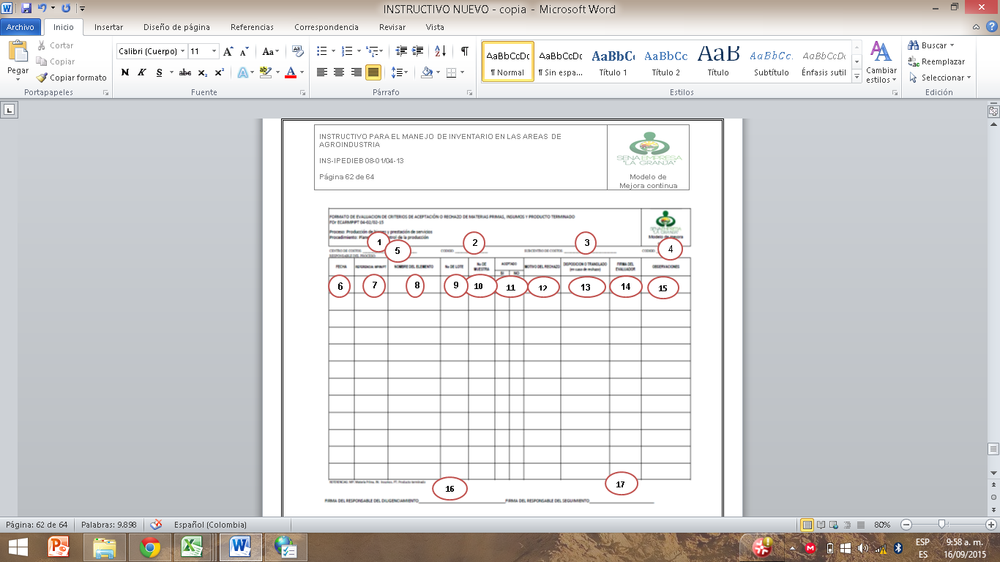 INSTRUCTIVO NUEVO - copia - Microsoft Word
Archivo Inicio Insertar Diseño de página Referencias Correspondencia Revisar Vista
Pegar
Cortar
Copiar
Copiar formato
Portapapeles
Calibri (Cuerpo) 11
Fuente
Párrafo
AaBbCcDc AaBbCcDc AaBbC AaBbCc AaB AaBbCc. AaBbCcDc
¶ Normal ¶ Sin espa... Título 1 Título 2 Título Subtítulo Énfasis sutil
Cambiar estilos
Estilos
Buscar
Reemplazar
Seleccionar
Edición
INSTRUCTIVO PARA EL MANEJO DE INVENTARIO EN LAS AREAS DE
AGROINDUSTRIA
INS-IPEDIEB 08-01/04-13
Página 62 de 64
SENA EMPRESA
"LA GRANJA"
Modelo de
Mejora continua
FORMATO DE EVALUACION DE CRITERIOS DE ACEPTACIÓN O RECHAZO DE MATERIAS PRIMAS, INSUMOS Y PRODUCTO TERMINADO
FOr ECARMPIPT 04-02/02-15
Proceso: Producción de y prestación de servicios
Procedimiento: de la producción
SENA EMPRESA
LA GRANJA
Modelo de mejora
1 2 3 4
5
CENTRO DE COSTOS: CODIGO: SUBCENTRO DE COSTOS: CODIGO:
RESPONSABLE DEL PROCESO
FECHA REFERENCIA NOMBRE DEL ELEMENTO No DE LOTE No DE MUESTRA ACEPTADO MOTIVO DEL RECHAZO DISPOSICION O TRANSLADO (en caso de rechazo) FIRMA DEL EVALUADOR OBSERVACIONES
SI NO
6 7 8 9 10 11 12 13 14 15
REFERENCIAS: MP: Materia Prima, IN: Insumos, PT: Producto terminado
16 17
FIRMA DEL RESPONSABLE DEL DILIGENCIAMIENTO FIRMA DEL RESPONSABLE DEL SEGUIMIENTO
Página: 62 de 64 Palabras: 9.898 Español (Colombia) 80%
ESP
ES
9:58 a. m.
16/09/2015